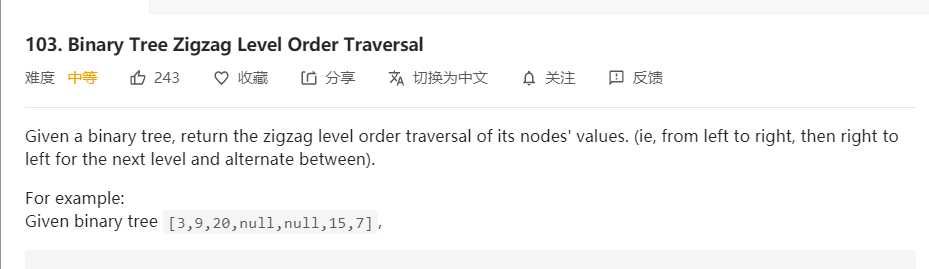 103. Binary Tree Zigzag Level Order Traversal
难度 中等 243 收藏 分享 切换为中文 关注 反馈
Given a binary tree, return the zigzag level order traversal of its nodes' values. (ie, from left to right, then right to
left for the next level and alternate between).
For example:
Given binary tree [3,9,20,null,null,15,7],